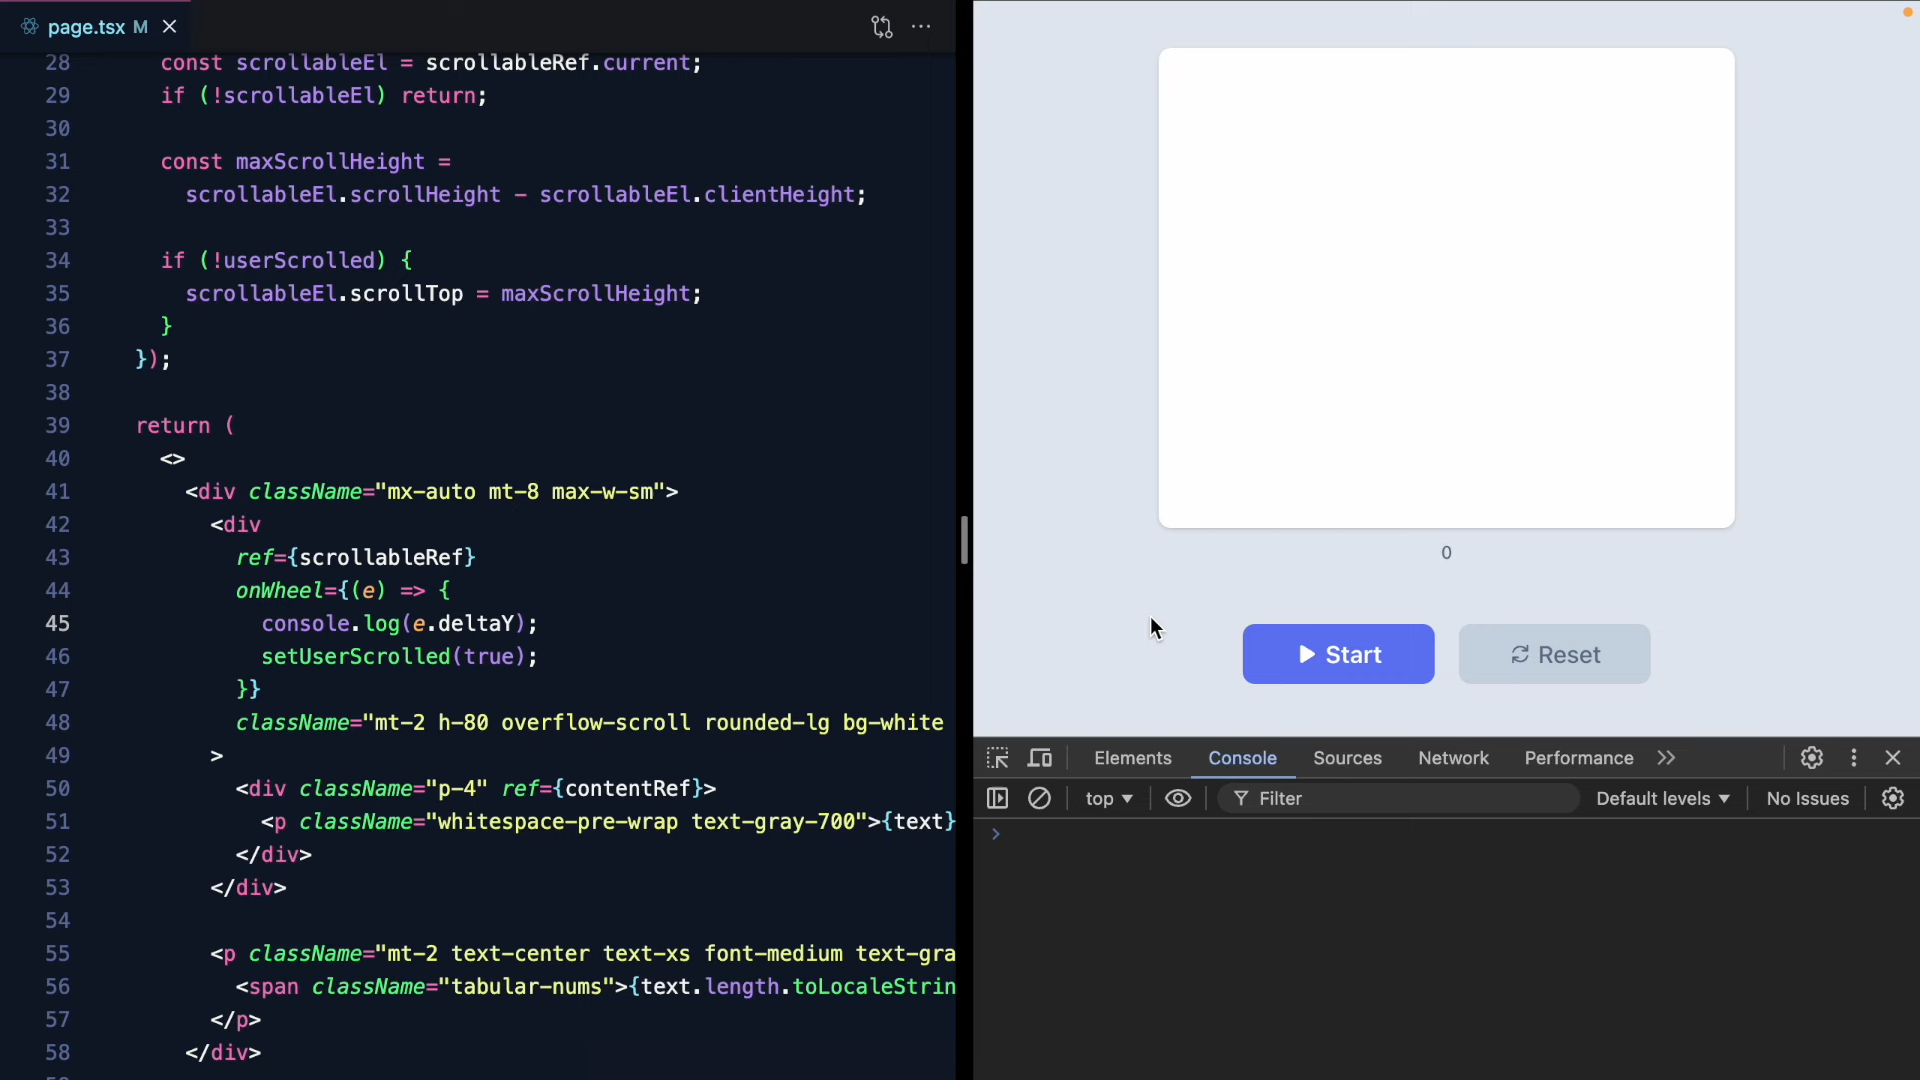 page.tsx M
28 const scrollableEl = scrollableRef.current;
29 if (!scrollableEl) return;
30
31 const maxScrollHeight =
32 scrollableEl.scrollHeight - scrollableEl.clientHeight;
33
34 if (!userScrolled) {
35 scrollableEl.scrollTop = maxScrollHeight;
36 }
37 });
38
39 return (
40 <>
41 <div className="mx-auto mt-8 max-w-sm">
42 <div
43 ref={scrollableRef}
44 onWheel={(e) => {
45 console.log(e.deltaY);
46 setUserScrolled(true);
47 }}
48 className="mt-2 h-80 overflow-scroll rounded-lg bg-white
49 >
50 <div className="p-4" ref={contentRef}>
51 <p className="whitespace-pre-wrap text-gray-700">{text}
52 </div>
53 </div>
54
55 <p className="mt-2 text-center text-xs font-medium text-gra
56 <span className="tabular-nums">{text.length.toLocaleStrin
57 </p>
58 </div>
0
Start Reset
Elements Console Sources Network Performance
top Filter Default levels No Issues